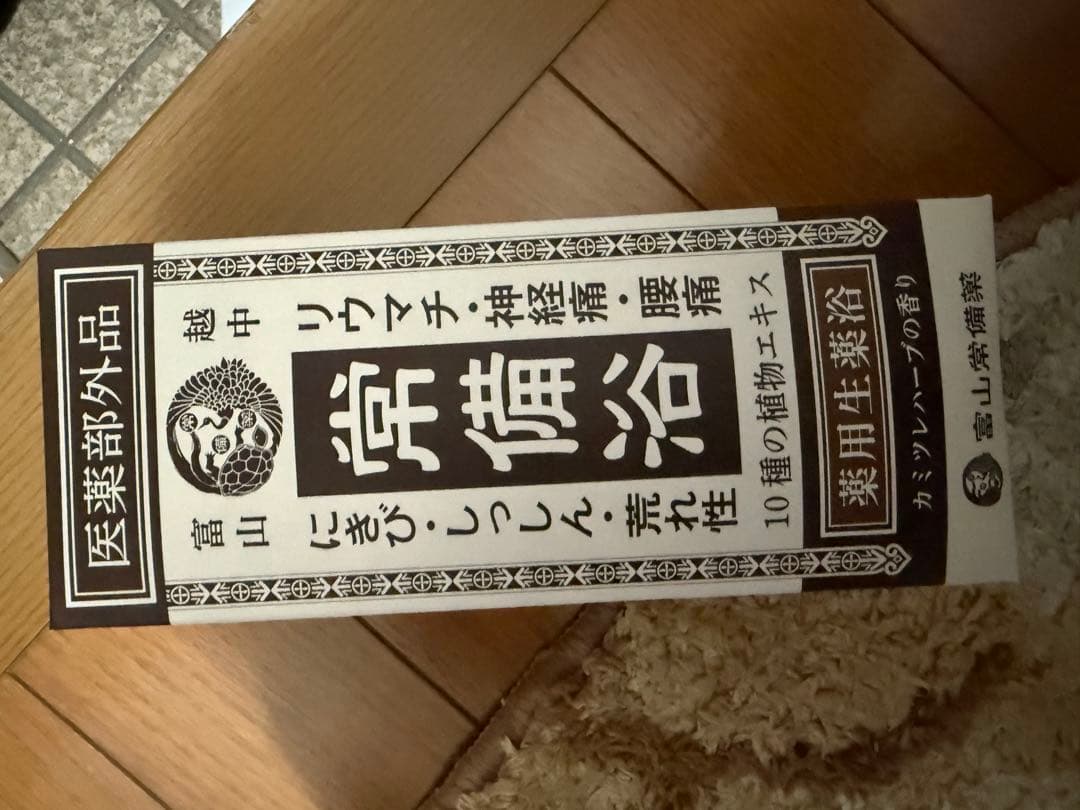 医薬部外品
越中
富山
リウマチ・神経痛・腰痛
常備浴
にきび・しっしん・荒れ性
10種の植物エキス
薬用生薬浴
カミツレハーブの香り
富山常備薬